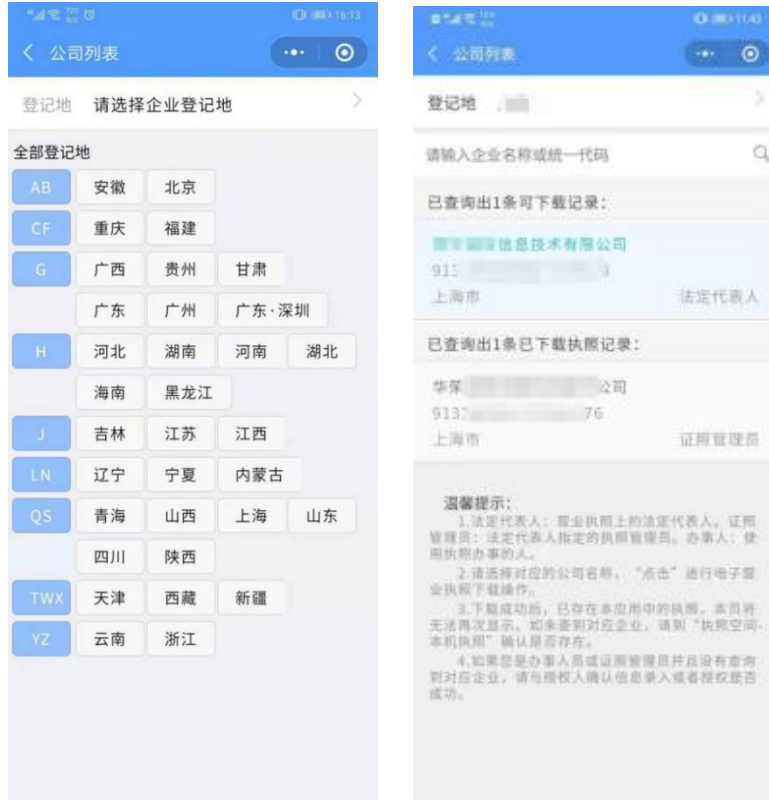 16:13
公司列表
登记地 请选择企业登记地
全部登记地
AB 安徽 北京
CF 重庆 福建
G 广西 贵州 甘肃
广东 广州 广东·深圳
H 河北 湖南 河南 湖北
海南 黑龙江
J 吉林 江苏 江西
LN 辽宁 宁夏 内蒙古
QS 青海 山西 上海 山东
四川 陕西
TWX 天津 西藏 新疆
YZ 云南 浙江
11:43
公司列表
登记地
请输入企业名称或统一代码
已查询出1条可下载记录：
信息技术有限公司
913
上海市 法定代表人
已查询出1条已下载执照记录：
华 公司
913 76
上海市 证照管理员
温馨提示：
1.法定代表人：营业执照上的法定代表人。证照
管理员：法定代表人指定的执照管理员。办事人：使
用执照办事的人。
2.请选择对应的公司名称，“点击”进行电子营
业执照下载操作。
3.下载成功后，已存在本应用中的执照，本页将
无法再次显示。如未查到对应企业，请到“执照空间-
本机执照”确认是否存在。
4.如果您是办事人员或证照管理员并且没有查询
到对应企业，请与授权人确认信息录入或者授权是否
成功。